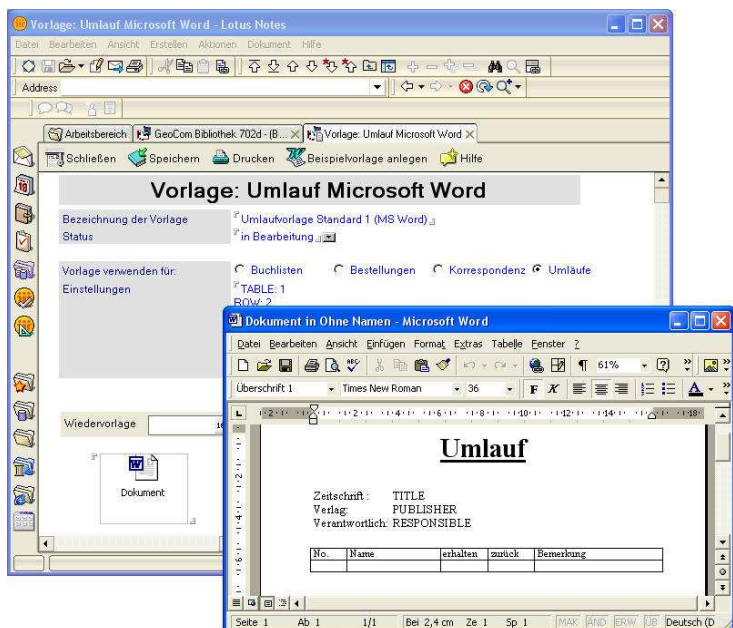 Vorlage: Umlauf Microsoft Word - Lotus Notes
Datei Bearbeiten Ansicht Erstellen Aktionen Dokument Hilfe
Address
Arbeitsbereich GeoCom Bibliothek 702d - (B... Vorlage: Umlauf Microsoft Word
Schließen Speichern Drucken Beispielvorlage anlegen Hilfe
Vorlage: Umlauf Microsoft Word
Bezeichnung der Vorlage Umlaufvorlage Standard 1 (MS Word)
Status in Bearbeitung
Vorlage verwenden für: Buchlisten Bestellungen Korrespondenz Umläufe
Einstellungen TABLE: 1
ROW: 2
Wiedervorlage
Dokument
Dokument in Ohne Namen - Microsoft Word
Datei Bearbeiten Ansicht Einfügen Format Extras Tabelle Fenster ?
61%
Überschrift 1 Times New Roman 36 F K
Umlauf
Zeitschrift : TITLE
Verlag: PUBLISHER
Verantwortlich: RESPONSIBLE
No. Name erhalten zurück Bemerkung
Seite 1 Ab 1 1/1 Bei 2,4 cm Ze 1 Sp 1 MAK ÄND ERW ÜB Deutsch (D